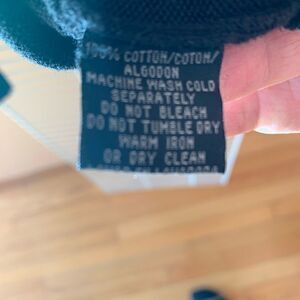 100% COTTON/COTON/
ALGODON
MACHINE WASH COLD
SEPARATELY
DO NOT BLEACH
DO NOT TUMBLE DRY
WARM IRON
OR DRY CLEAN